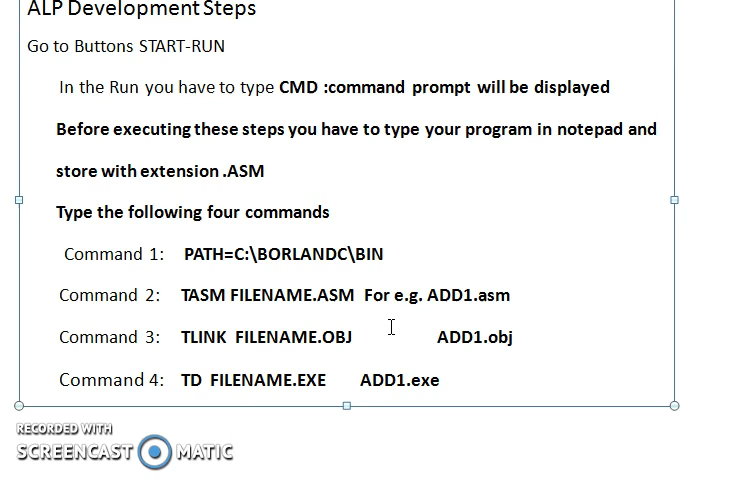 ALP Development Steps
Go to Buttons START-RUN
In the Run you have to type CMD :command prompt will be displayed
Before executing these steps you have to type your program in notepad and
store with extension .ASM
Type the following four commands
Command 1: PATH=C:\BORLANDC\BIN
Command 2: TASM FILENAME.ASM For e.g. ADD1.asm
Command 3: TLINK FILENAME.OBJ ADD1.obj
Command 4: TD FILENAME.EXE ADD1.exe
RECORDED WITH
SCREENCAST MATIC